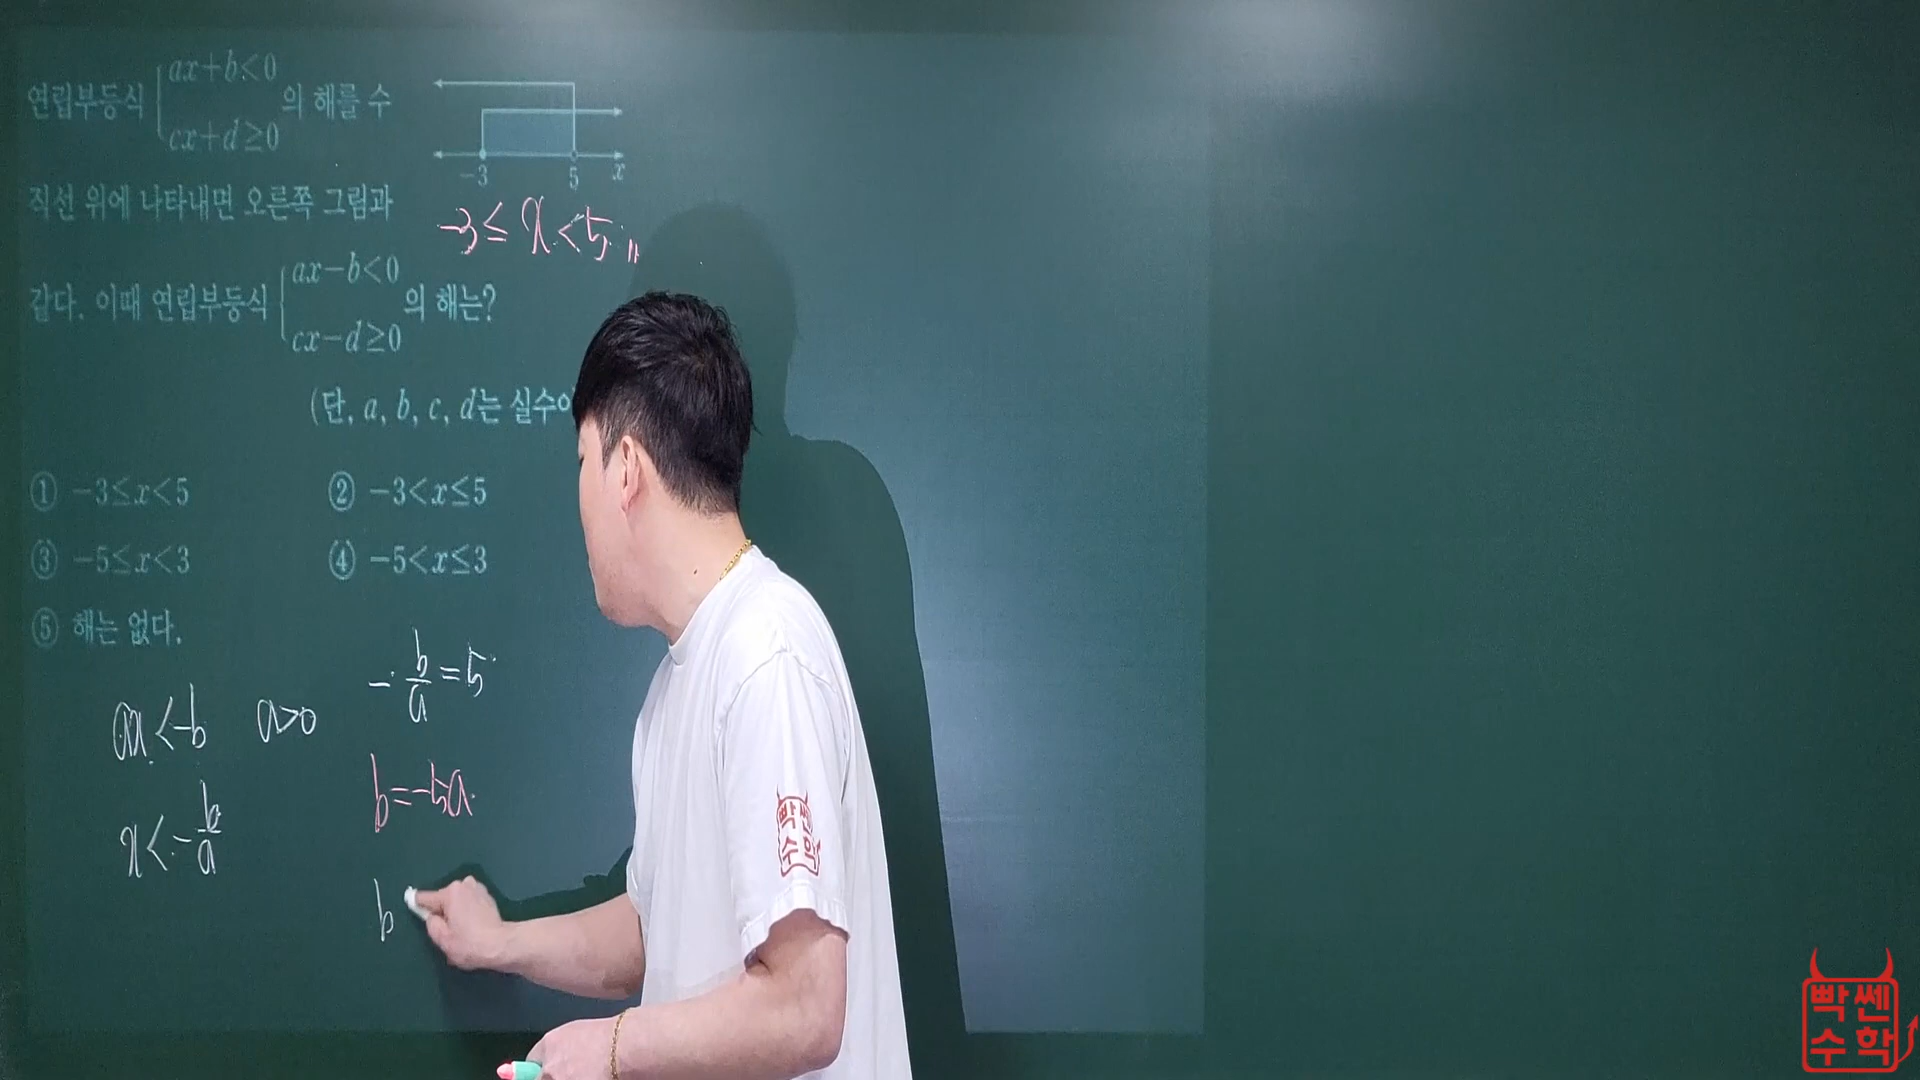 연립부등식 { ax+b<0
cx+d≥0 의 해를 수
직선 위에 나타내면 오른쪽 그림과
같다. 이때 연립부등식 { ax-b<0
cx-d≥0 의 해는?
(단, a, b, c, d는 실수
-3 5 x
-3≤x<5
① -3≤x<5 ② -3<x≤5
③ -5≤x<3 ④ -5<x≤3
⑤ 해는 없다.
ax<-b a>0
x<-b/a
-b/a=5
b=-5a
b
빡쎈
수학
빡쎈
수학